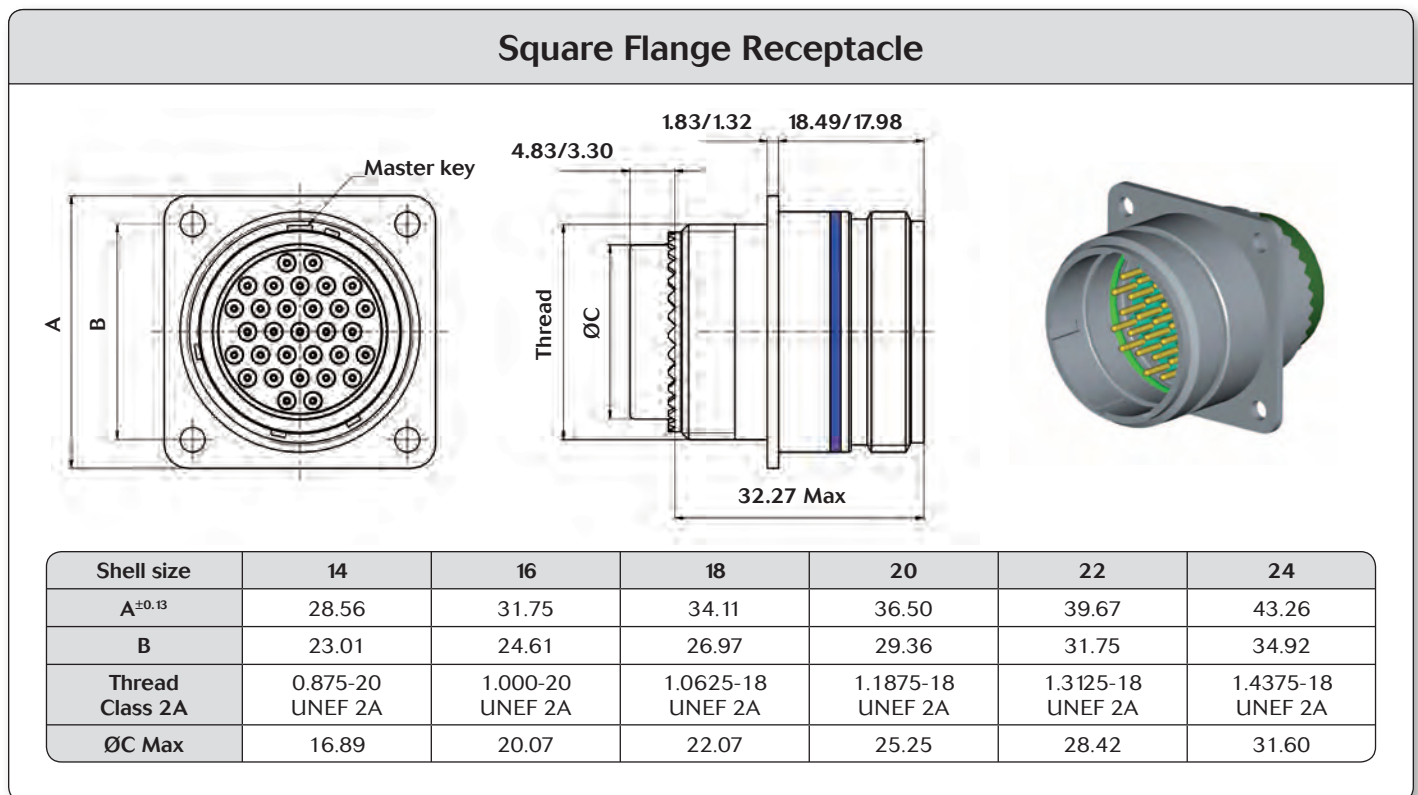 Square Flange Receptacle
1.83/1.32 18.49/17.98
4.83/3.30
Master key
A
B
Thread
ØC
32.27 Max
Shell size 14 16 18 20 22 24
A±0.13 28.56 31.75 34.11 36.50 39.67 43.26
B 23.01 24.61 26.97 29.36 31.75 34.92
Thread 0.875-20 1.000-20 1.0625-18 1.1875-18 1.3125-18 1.4375-18
Class 2A UNEF 2A UNEF 2A UNEF 2A UNEF 2A UNEF 2A UNEF 2A
ØC Max 16.89 20.07 22.07 25.25 28.42 31.60